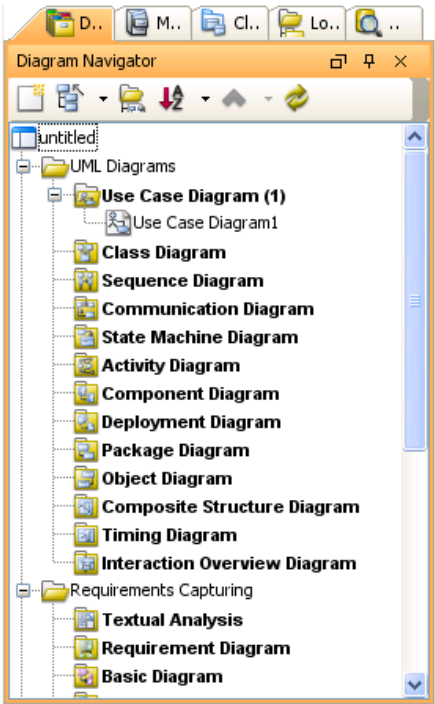 D.. M.. Cl.. Lo.. ..
Diagram Navigator
untitled
UML Diagrams
Use Case Diagram (1)
Use Case Diagram1
Class Diagram
Sequence Diagram
Communication Diagram
State Machine Diagram
Activity Diagram
Component Diagram
Deployment Diagram
Package Diagram
Object Diagram
Composite Structure Diagram
Timing Diagram
Interaction Overview Diagram
Requirements Capturing
Textual Analysis
Requirement Diagram
Basic Diagram